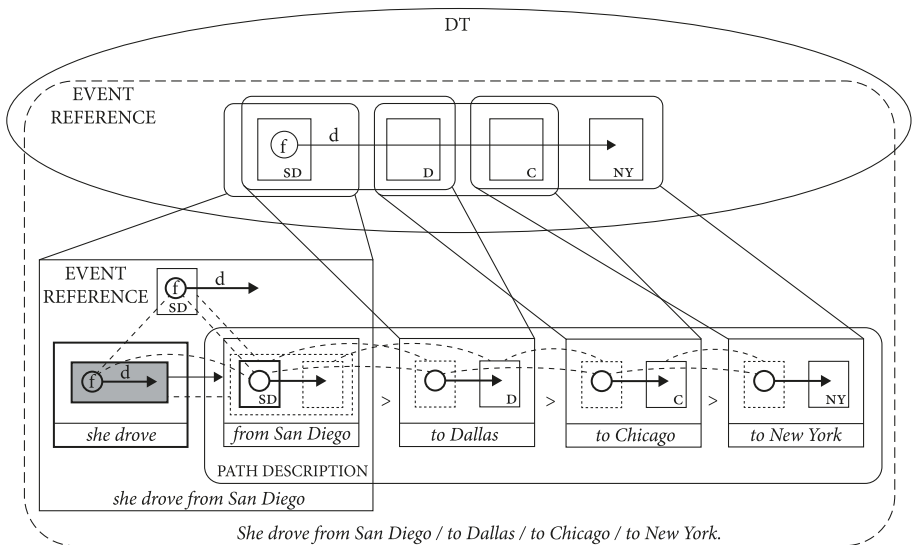 DT
EVENT
REFERENCE
f d
SD D C NY
EVENT
REFERENCE
f d
SD
f d
SD D C NY
> > >
she drove from San Diego to Dallas to Chicago to New York
PATH DESCRIPTION
she drove from San Diego
She drove from San Diego / to Dallas / to Chicago / to New York.